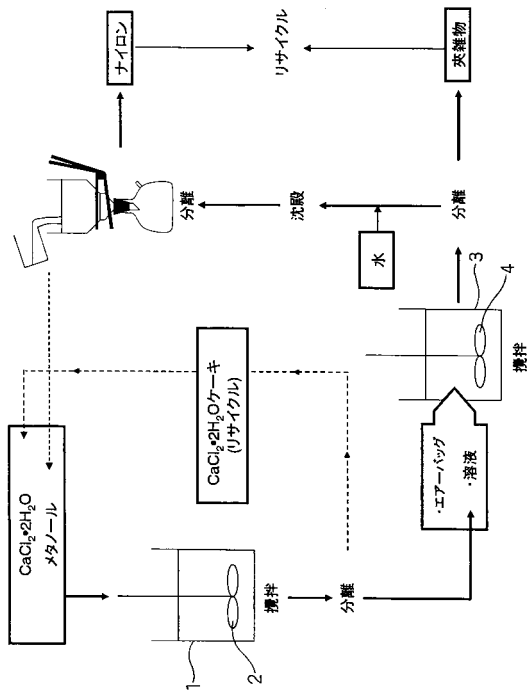 CaCl₂•2H₂O
メタノール
1
2
攪拌
分離
CaCl₂•2H₂Oケーキ
(リサイクル)
・エアーバッグ
・溶液
3
4
攪拌
分離
水
沈殿
分離
ナイロン
リサイクル
夾雑物